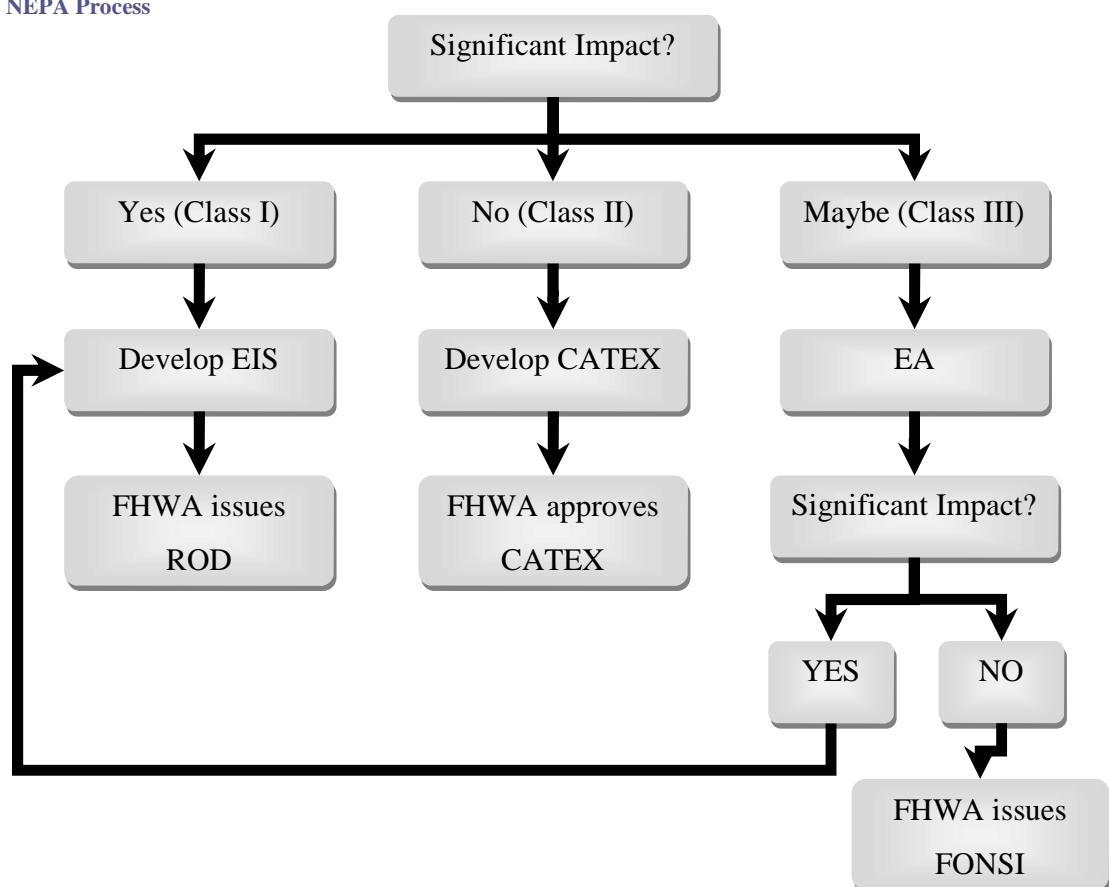 NEPA Process
Significant Impact?
Yes (Class I)
No (Class II)
Maybe (Class III)
Develop EIS
Develop CATEX
EA
FHWA issues
ROD
FHWA approves
CATEX
Significant Impact?
YES
NO
FHWA issues
FONSI